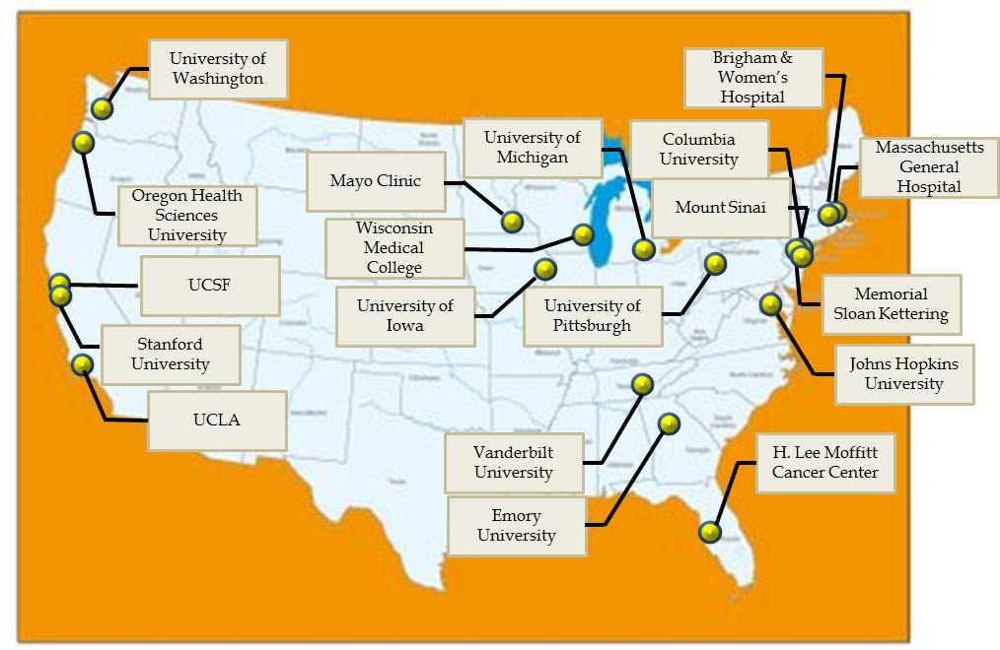 University of
Washington
Brigham &
Women's
Hospital
University of
Michigan
Columbia
University
Massachusetts
General
Hospital
Mayo Clinic
Mount Sinai
Oregon Health
Sciences
University
Wisconsin
Medical
College
UCSF
University of
Iowa
University of
Pittsburgh
Memorial
Sloan Kettering
Stanford
University
Johns Hopkins
University
UCLA
Vanderbilt
University
H. Lee Moffitt
Cancer Center
Emory
University